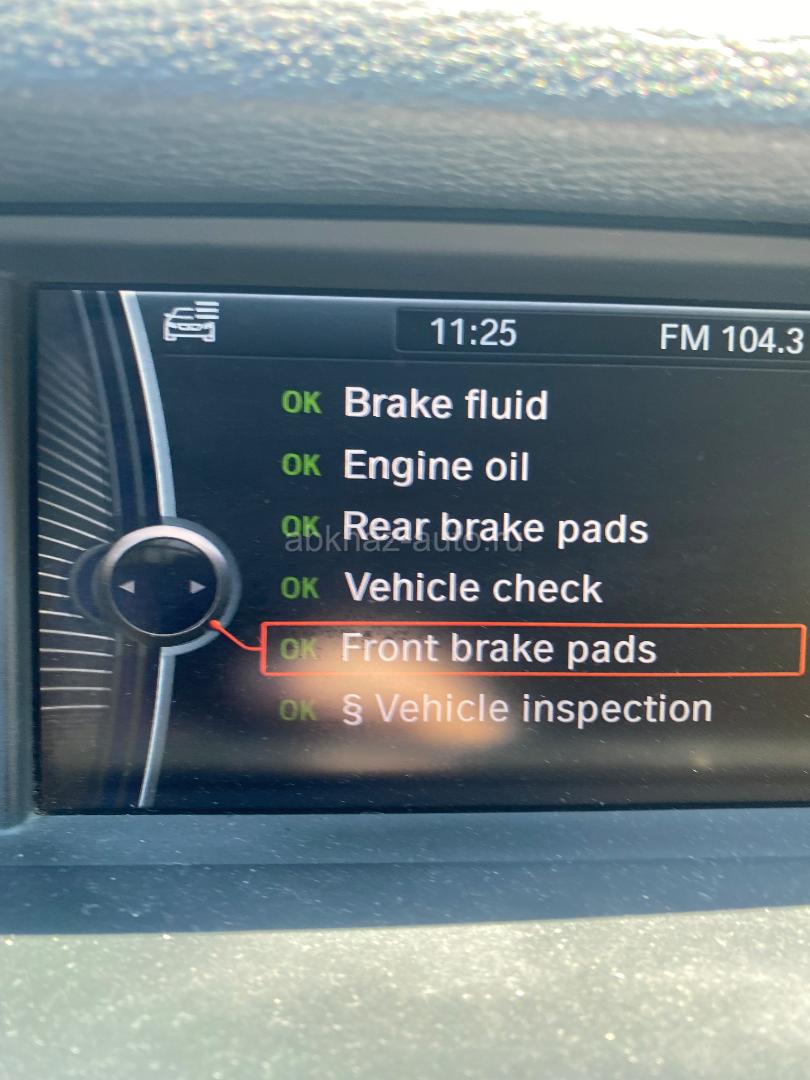 11:25 FM 104.3
OK Brake fluid
OK Engine oil
OK Rear brake pads
abkhaz-auto.ru
OK Vehicle check
OK Front brake pads
OK § Vehicle inspection